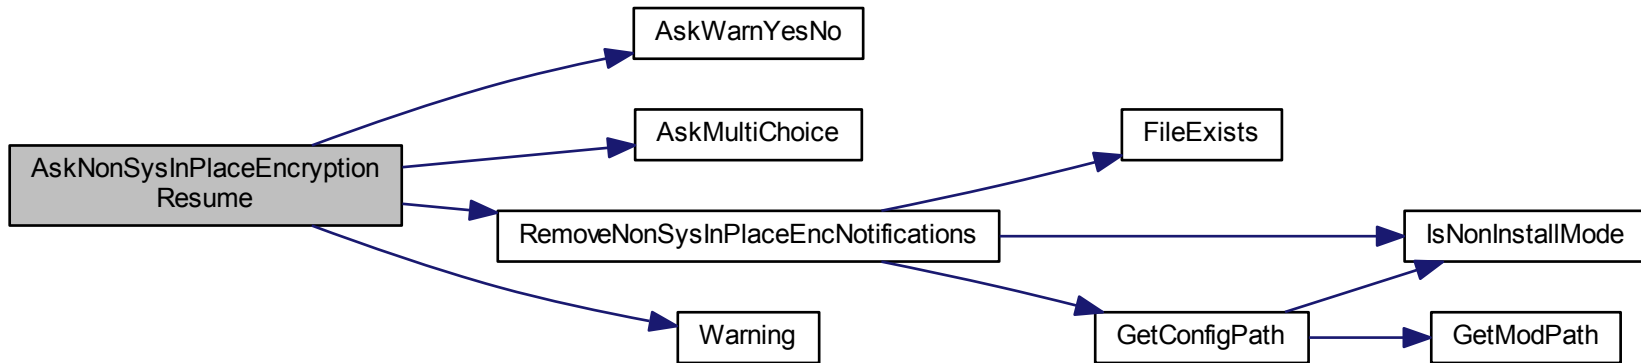 AskWarnYesNo
AskMultiChoice
FileExists
AskNonSysInPlaceEncryption
Resume
RemoveNonSysInPlaceEncNotifications
IsNonInstallMode
Warning
GetConfigPath
GetModPath